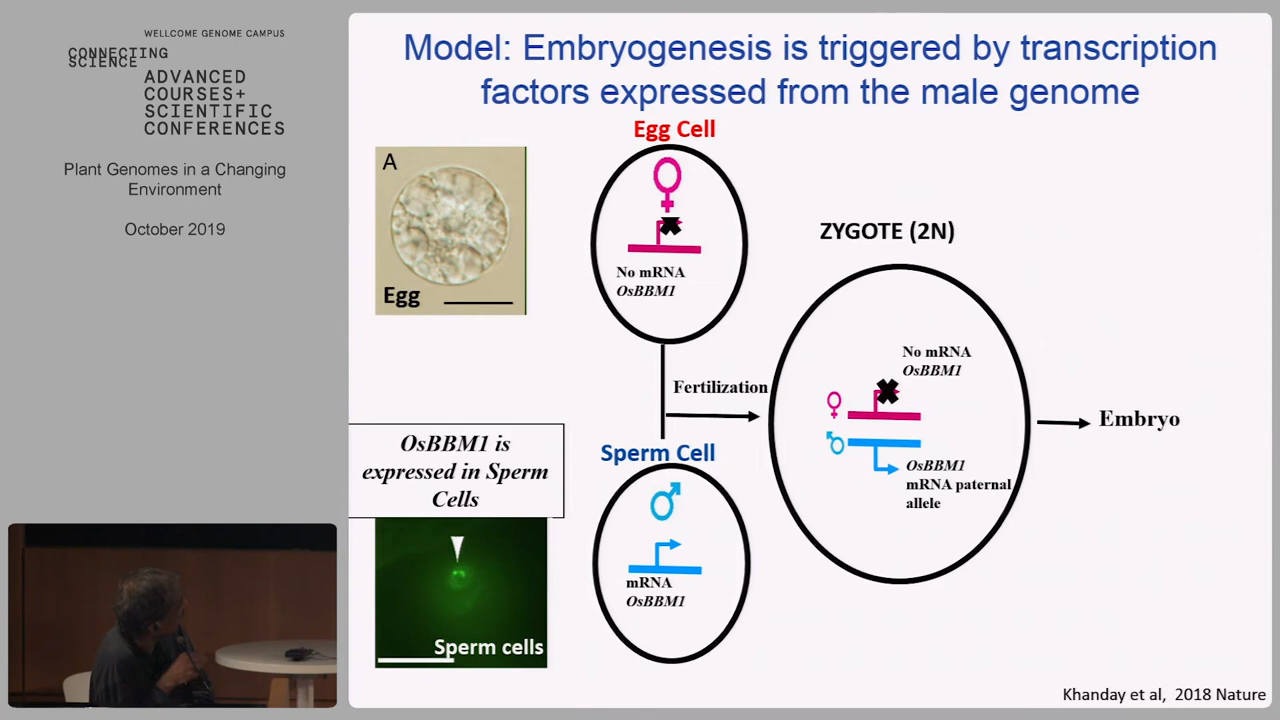 WELLCOME GENOME CAMPUS
CONNECTING
SCIENCE
ADVANCED
COURSES+
SCIENTIFIC
CONFERENCES
Plant Genomes in a Changing
Environment
October 2019
Model: Embryogenesis is triggered by transcription
factors expressed from the male genome
Egg Cell
A
Egg
No mRNA
OsBBM1
ZYGOTE (2N)
Fertilization
No mRNA
OsBBM1
OsBBM1
mRNA paternal
allele
Embryo
OsBBM1 is
expressed in Sperm
Cells
Sperm Cell
mRNA
OsBBM1
Sperm cells
Khanday et al, 2018 Nature